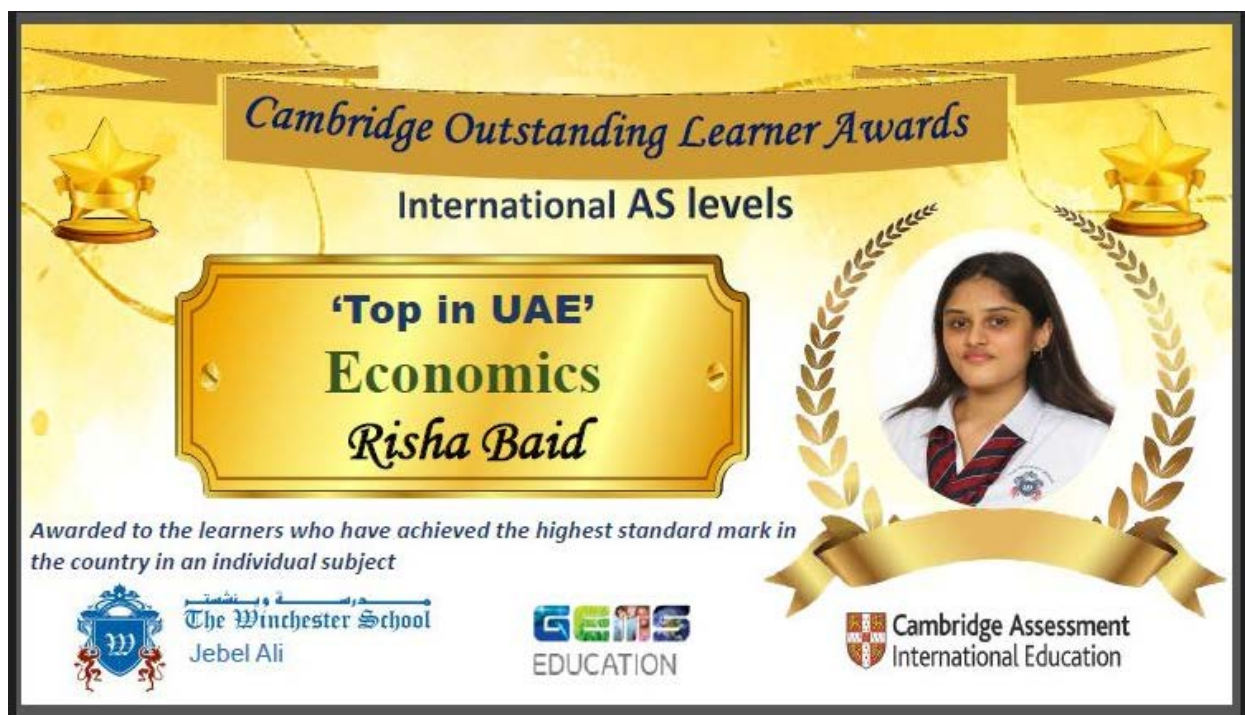 Cambridge Outstanding Learner Awards
International AS levels
‘Top in UAE’
Economics
Risha Baid
Awarded to the learners who have achieved the highest standard mark in
the country in an individual subject
مدرسة وينشستر
The Winchester School
Jebel Ali
W
GEMS
EDUCATION
Cambridge Assessment
International Education